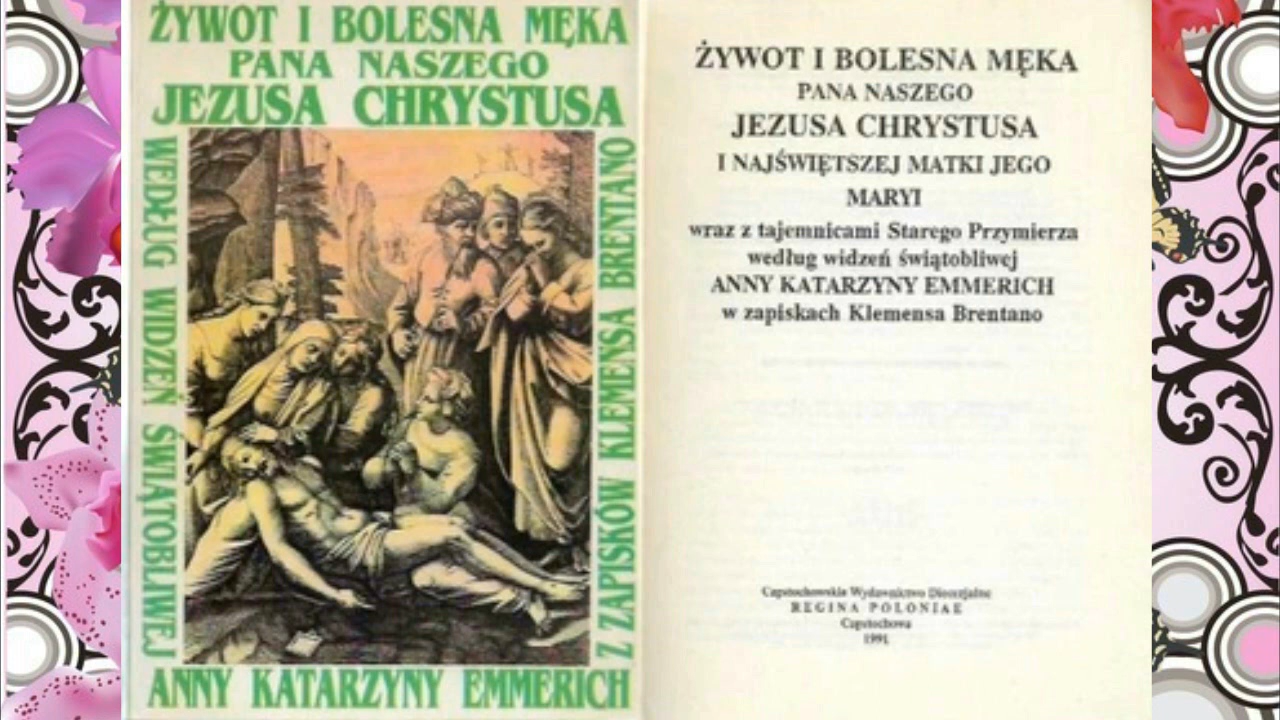 ŻYWOT I BOLESNA MĘKA
PANA NASZEGO
JEZUSA CHRYSTUSA
WEDŁUG WIDZEŃ ŚWIĄTOBLIWEJ
ANNY KATARZYNY EMMERICH
Z ZAPISKÓW KLEMENSA BRENTANO
ŻYWOT I BOLESNA MĘKA
PANA NASZEGO
JEZUSA CHRYSTUSA
I NAJŚWIĘTSZEJ MATKI JEGO
MARYI
wraz z tajemnicami Starego Przymierza
według widzeń świątobliwej
ANNY KATARZYNY EMMERICH
w zapiskach Klemensa Brentano
Częstochowskie Wydawnictwo Diecezjalne
REGINA POLONIAE
Częstochowa
1991